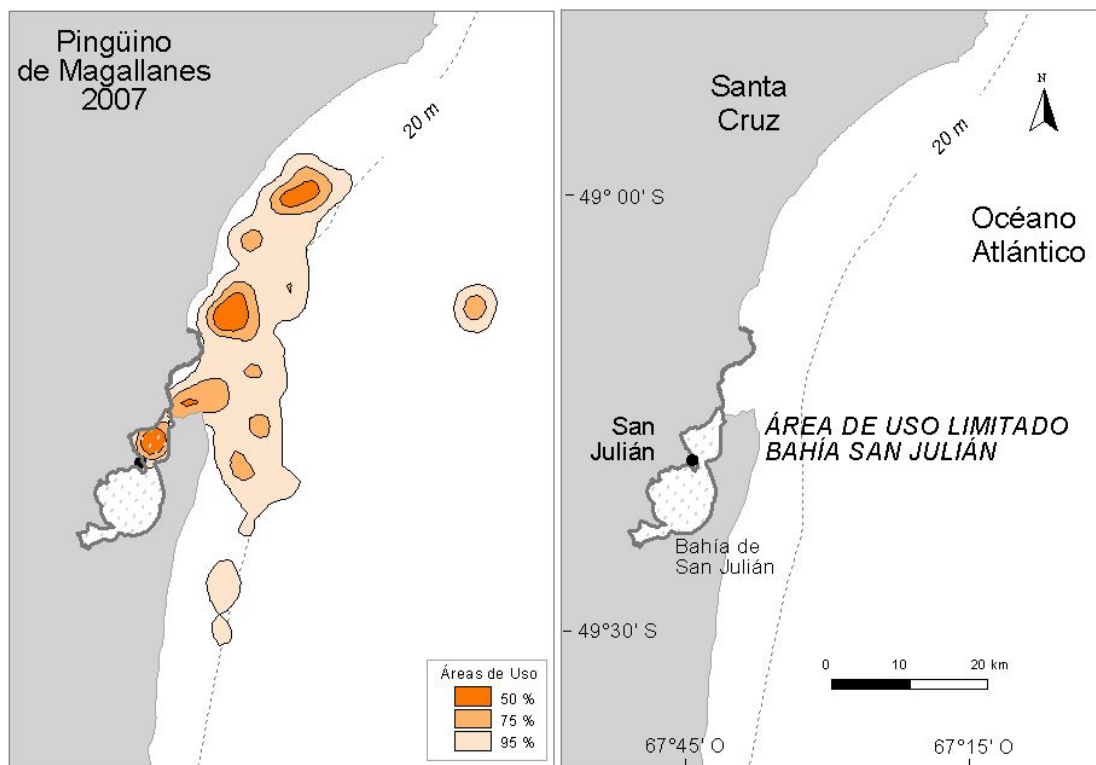 Pingüino
de Magallanes
2007
20 m
Áreas de Uso
50 %
75 %
95 %
Santa
Cruz
N
20 m
49° 00' S
Océano
Atlántico
San
Julián
ÁREA DE USO LIMITADO
BAHÍA SAN JULIÁN
Bahía de
San Julián
49°30' S
0 10 20 km
67°45' O
67°15' O